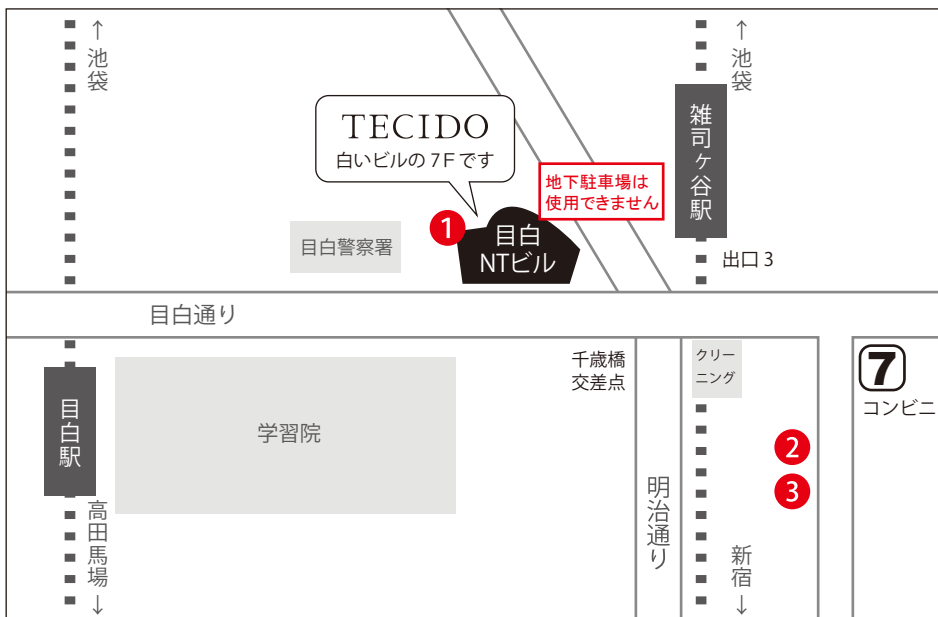 ↑池袋
↑池袋
TECIDO
白いビルの7Fです
雑司ヶ谷駅
地下駐車場は
使用できません
1
目白
NTビル
目白警察署
出口3
目白通り
千歳橋
交差点
クリー
ニング
7
コンビニ
目白駅
学習院
2
3
明治通り
高田馬場↓
新宿↓